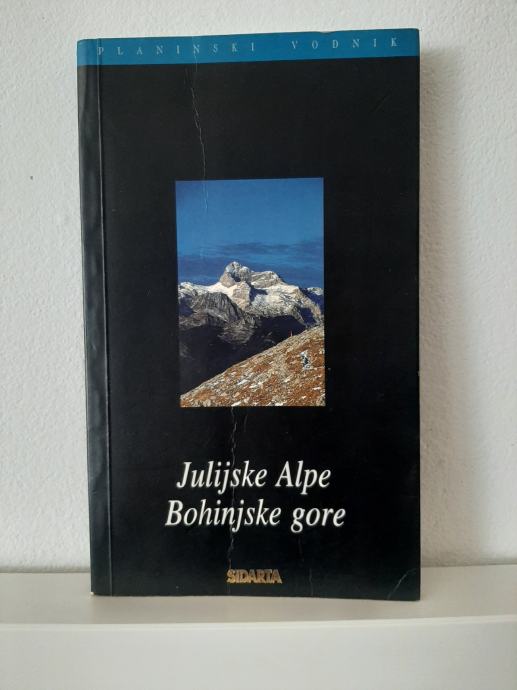 PLANINSKI VODNIK
Julijske Alpe
Bohinjske gore
SIDARTA